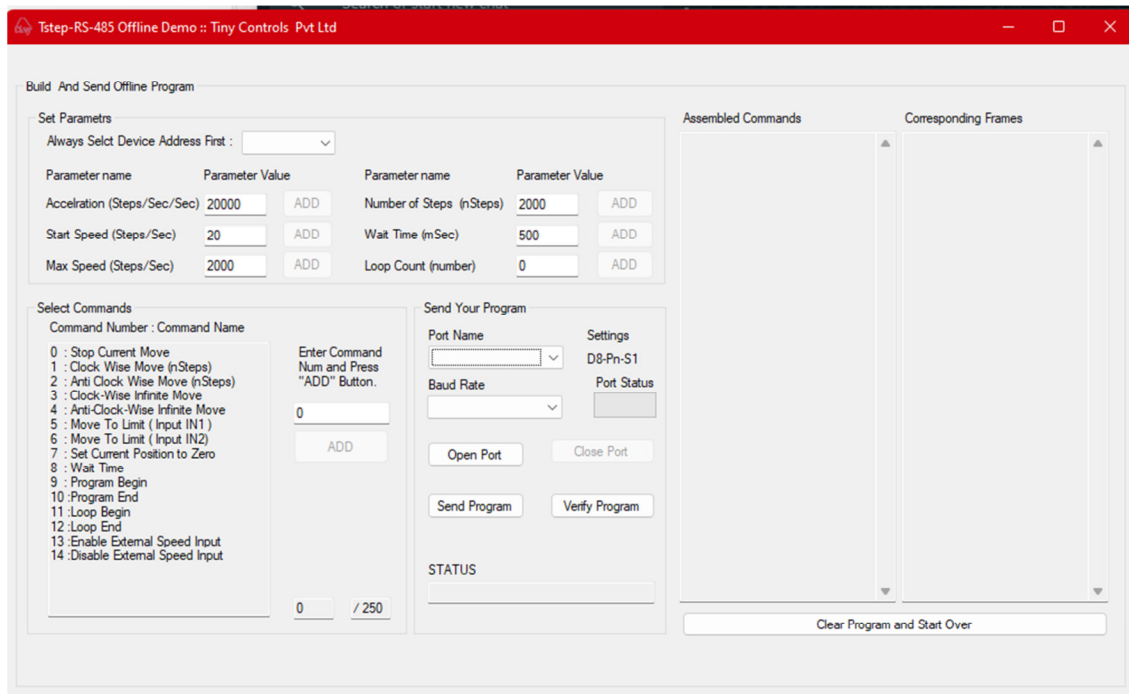 Search or start new chat
Tstep-RS-485 Offline Demo :: Tiny Controls Pvt Ltd
Build And Send Offline Program
Set Parametrs
Always Selct Device Address First :
Parameter name Parameter Value Parameter name Parameter Value
Accelration (Steps/Sec/Sec) 20000 ADD Number of Steps (nSteps) 2000 ADD
Start Speed (Steps/Sec) 20 ADD Wait Time (mSec) 500 ADD
Max Speed (Steps/Sec) 2000 ADD Loop Count (number) 0 ADD
Select Commands
Command Number : Command Name
0 : Stop Current Move
1 : Clock Wise Move (nSteps)
2 : Anti Clock Wise Move (nSteps)
3 : Clock-Wise Infinite Move
4 : Anti-Clock-Wise Infinite Move
5 : Move To Limit ( Input IN1 )
6 : Move To Limit ( Input IN2)
7 : Set Current Position to Zero
8 : Wait Time
9 : Program Begin
10 :Program End
11 :Loop Begin
12 :Loop End
13 :Enable External Speed Input
14 :Disable External Speed Input
Enter Command
Num and Press
"ADD" Button.
0
ADD
0 / 250
Send Your Program
Port Name Settings
D8-Pn-S1
Baud Rate Port Status
Open Port Close Port
Send Program Verify Program
STATUS
Assembled Commands Corresponding Frames
Clear Program and Start Over